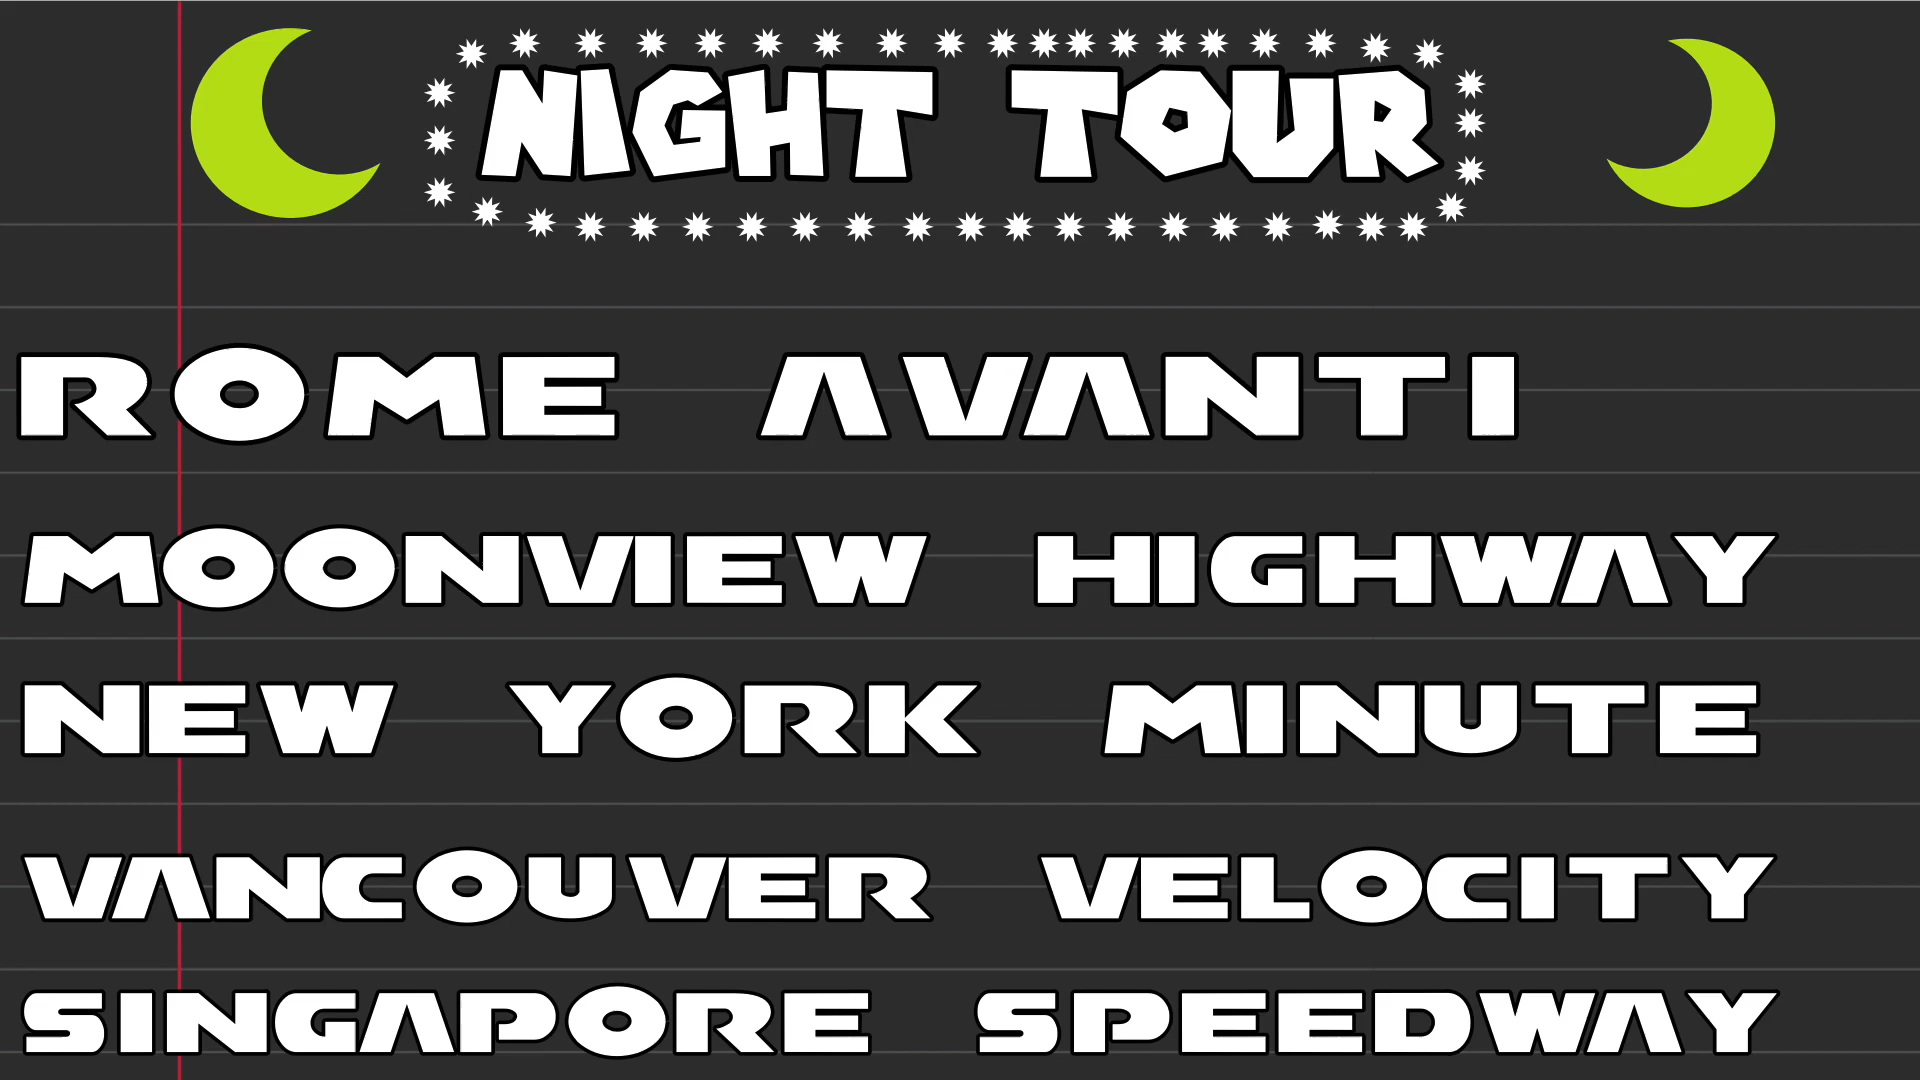 NIGHT TOUR
ROME AVANTI
MOONVIEW HIGHWAY
NEW YORK MINUTE
VANCOUVER VELOCITY
SINGAPORE SPEEDWAY